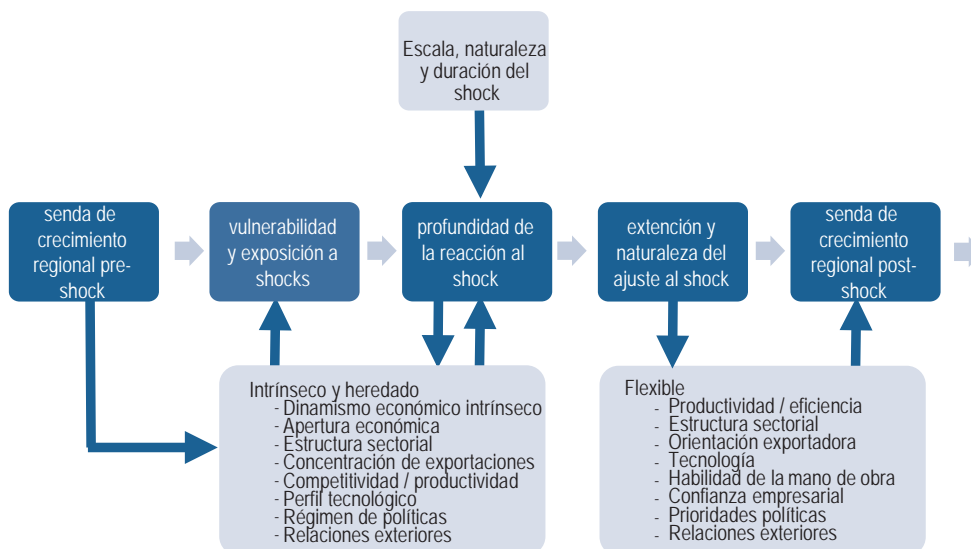 Escala, naturaleza
y duración del
shock
senda de
crecimiento
regional pre-
shock
vulnerabilidad
y exposición a
shocks
profundidad de
la reacción al
shock
extención y
naturaleza del
ajuste al shock
senda de
crecimiento
regional post-
shock
Intrínseco y heredado
- Dinamismo económico intrínseco
- Apertura económica
- Estructura sectorial
- Concentración de exportaciones
- Competitividad / productividad
- Perfil tecnológico
- Régimen de políticas
- Relaciones exteriores
Flexible
- Productividad / eficiencia
- Estructura sectorial
- Orientación exportadora
- Tecnología
- Habilidad de la mano de obra
- Confianza empresarial
- Prioridades políticas
- Relaciones exteriores